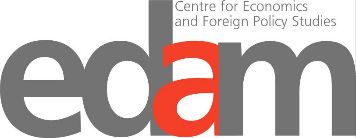 Centre for Economics
and Foreign Policy Studies
edam